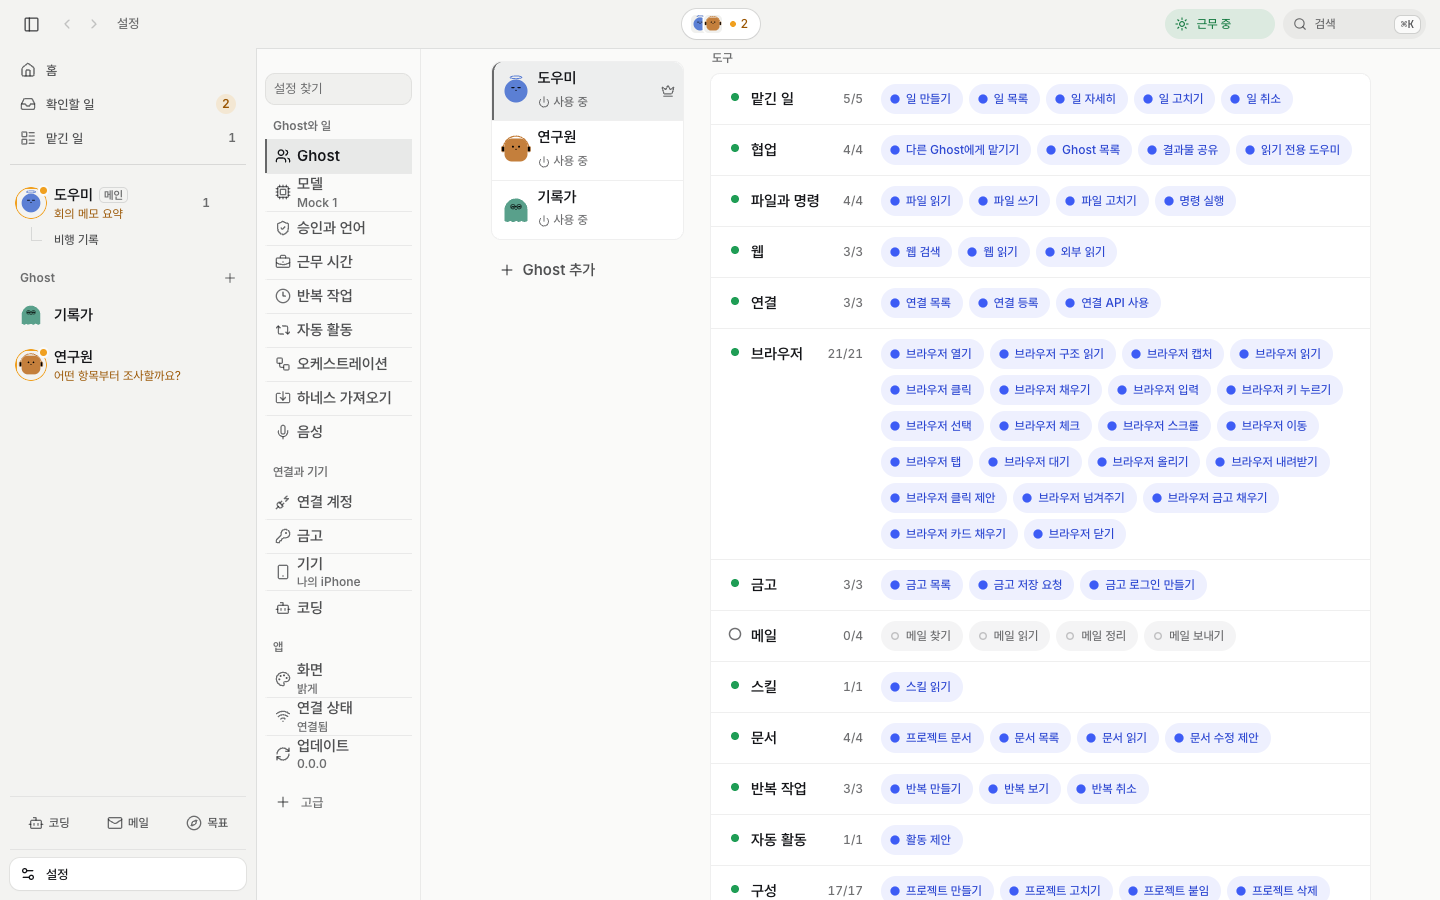 설정
2
근무 중
검색
⌘K
홈
확인할 일
2
맡긴 일
1
도우미
메인
회의 메모 요약
1
비행 기록
Ghost
기록가
연구원
어떤 항목부터 조사할까요?
코딩
메일
목표
설정
설정 찾기
Ghost와 일
Ghost
모델
Mock 1
승인과 언어
근무 시간
반복 작업
자동 활동
오케스트레이션
하네스 가져오기
음성
연결과 기기
연결 계정
금고
기기
나의 iPhone
코딩
앱
화면
밝게
연결 상태
연결됨
업데이트
0.0.0
고급
도우미
사용 중
연구원
사용 중
기록가
사용 중
Ghost 추가
도구
맡긴 일 5/5 일 만들기 일 목록 일 자세히 일 고치기 일 취소
협업 4/4 다른 Ghost에게 맡기기 Ghost 목록 결과물 공유 읽기 전용 도우미
파일과 명령 4/4 파일 읽기 파일 쓰기 파일 고치기 명령 실행
웹 3/3 웹 검색 웹 읽기 외부 읽기
연결 3/3 연결 목록 연결 등록 연결 API 사용
브라우저 21/21 브라우저 열기 브라우저 구조 읽기 브라우저 캡처 브라우저 읽기
브라우저 클릭 브라우저 채우기 브라우저 입력 브라우저 키 누르기
브라우저 선택 브라우저 체크 브라우저 스크롤 브라우저 이동
브라우저 탭 브라우저 대기 브라우저 올리기 브라우저 내려받기
브라우저 클릭 제안 브라우저 넘겨주기 브라우저 금고 채우기
브라우저 카드 채우기 브라우저 닫기
금고 3/3 금고 목록 금고 저장 요청 금고 로그인 만들기
메일 0/4 메일 찾기 메일 읽기 메일 정리 메일 보내기
스킬 1/1 스킬 읽기
문서 4/4 프로젝트 문서 문서 목록 문서 읽기 문서 수정 제안
반복 작업 3/3 반복 만들기 반복 보기 반복 취소
자동 활동 1/1 활동 제안
구성 17/17 프로젝트 만들기 프로젝트 고치기 프로젝트 붙임 프로젝트 삭제